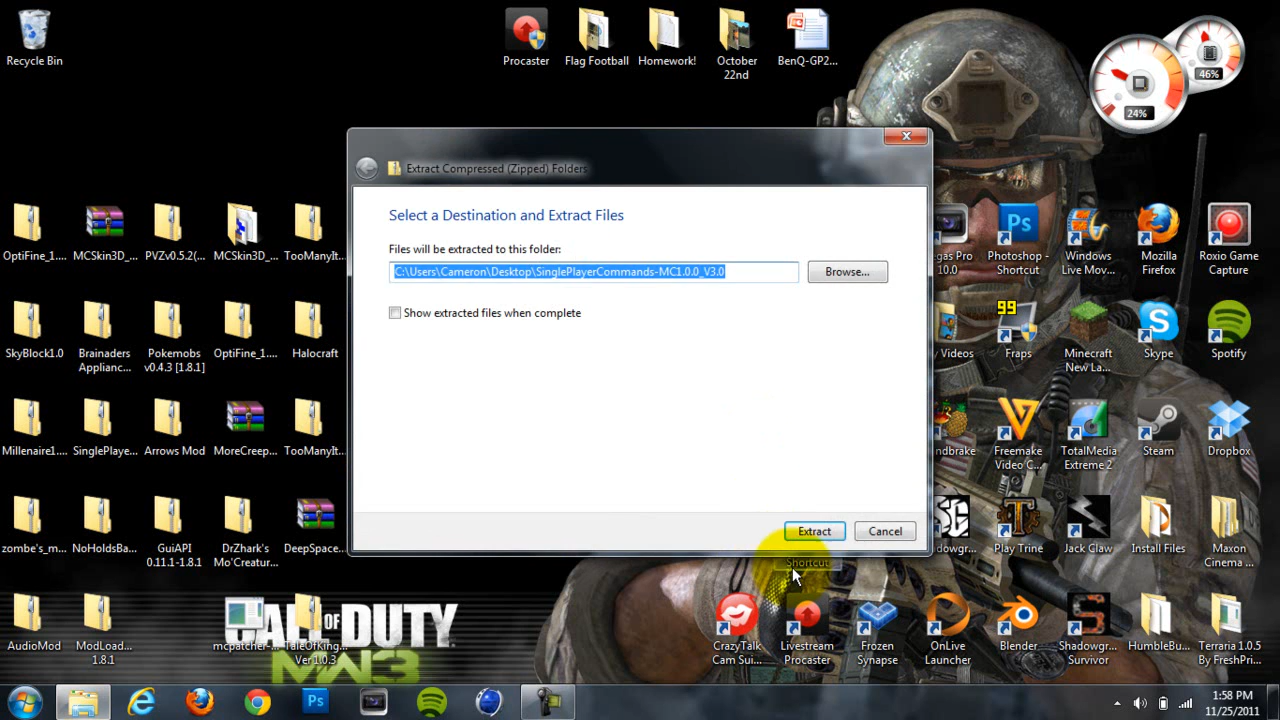 Recycle Bin
Procaster
Flag Football
Homework!
October
22nd
BenQ-GP2...
46%
24%
Extract Compressed (Zipped) Folders
Select a Destination and Extract Files
Files will be extracted to this folder:
C:\Users\Cameron\Desktop\SinglePlayerCommands-MC1.0.0_V3.0
Browse...
Show extracted files when complete
Extract
Cancel
OptiFine_1....
MCSkin3D_...
PVZv0.5.2(...
MCSkin3D_...
TooManyIt...
10.0
Photoshop -
Shortcut
Windows
Live Mov...
Mozilla
Firefox
Roxio Game
Capture
SkyBlock1.0
Brainaders
Applianc...
Pokemobs
v0.4.3 [1.8.1]
OptiFine_1....
Halocraft
Videos
99
Fraps
Minecraft
New La...
Skype
Spotify
Millenaire1....
SinglePlaye...
Arrows Mod
MoreCreep...
TooManyIt...
Freemake
Video C...
TotalMedia
Extreme 2
Steam
Dropbox
zombe's_m...
NoHoldsBa...
GuiAPI
0.11.1-1.8.1
DrZhark's
Mo'Creatur...
DeepSpace...
Play Trine
Jack Claw
Install Files
Maxon
Cinema ...
Shortcut
AudioMod
ModLoad...
1.8.1
mcpatcher-...
TaleOfKing...
Ver1.0.3
CALL OF DUTY
MW3
CrazyTalk
Cam Sui...
Livestream
Procaster
Frozen
Synapse
OnLive
Launcher
Blender
Shadowgr...
Survivor
HumbleBu...
Terraria 1.0.5
By FreshPri...
Ps
Ps
1:58 PM
11/25/2011